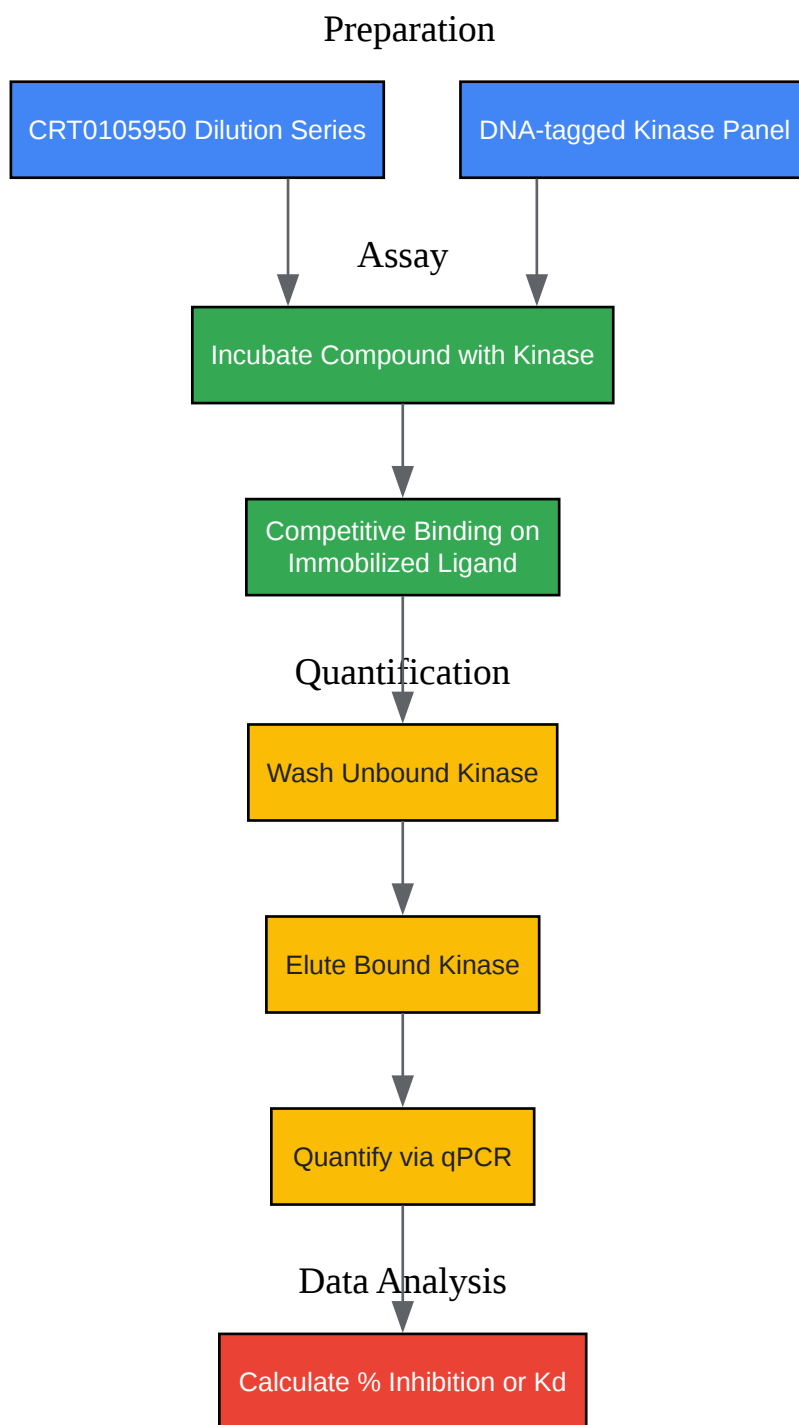 Preparation
CRT0105950 Dilution Series
DNA-tagged Kinase Panel
Assay
Incubate Compound with Kinase
Competitive Binding on
Immobilized Ligand
Quantification
Wash Unbound Kinase
Elute Bound Kinase
Quantify via qPCR
Data Analysis
Calculate % Inhibition or Kd